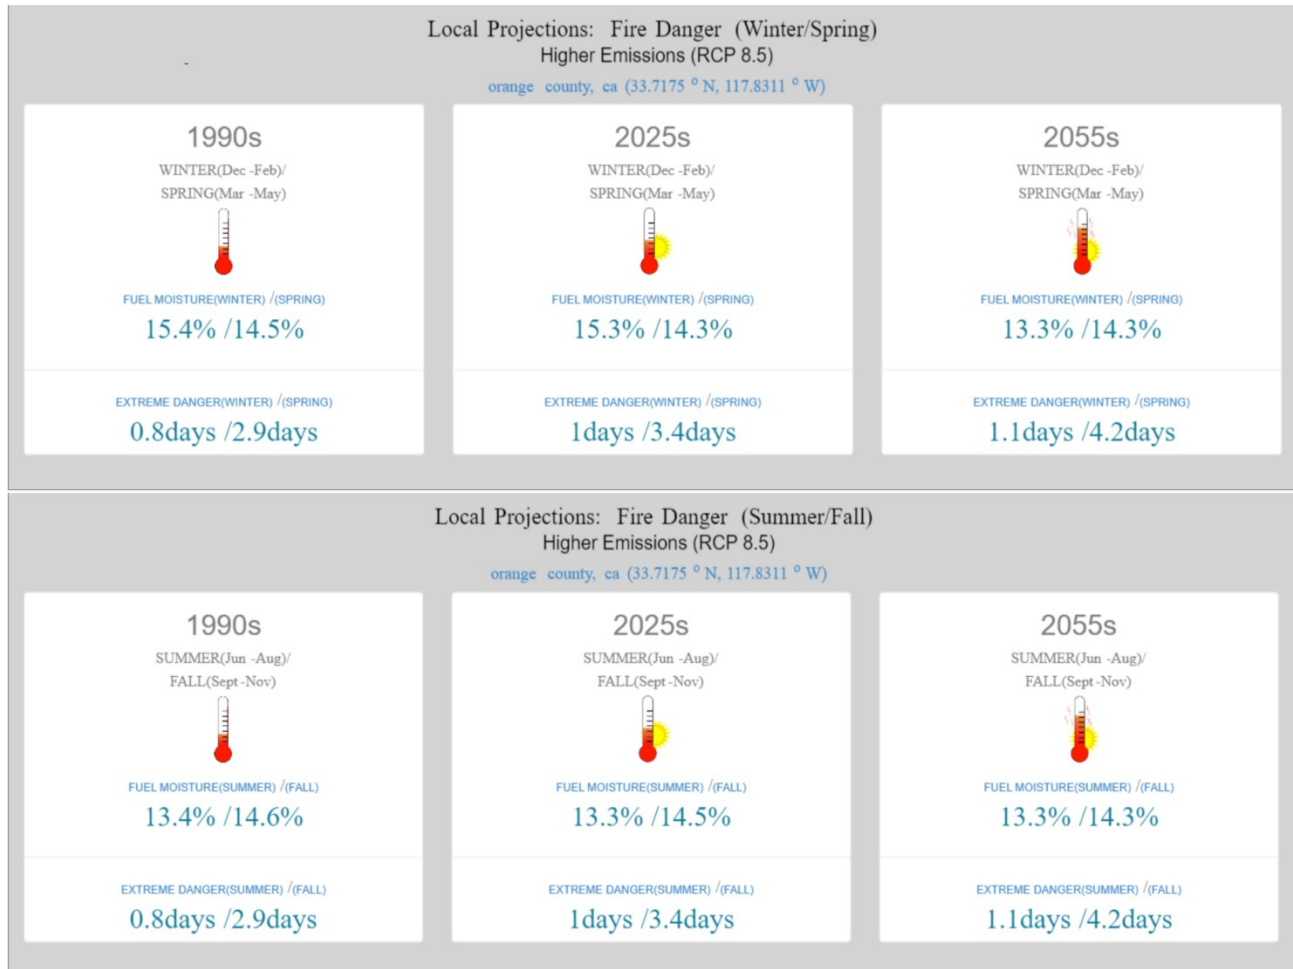 Local Projections: Fire Danger (Winter/Spring)
Higher Emissions (RCP 8.5)
orange county, ca (33.7175 ° N, 117.8311 ° W)
1990s
WINTER(Dec -Feb)/
SPRING(Mar -May)
FUEL MOISTURE(WINTER) /(SPRING)
15.4% /14.5%
EXTREME DANGER(WINTER) /(SPRING)
0.8days /2.9days
2025s
WINTER(Dec -Feb)/
SPRING(Mar -May)
FUEL MOISTURE(WINTER) /(SPRING)
15.3% /14.3%
EXTREME DANGER(WINTER) /(SPRING)
1days /3.4days
2055s
WINTER(Dec -Feb)/
SPRING(Mar -May)
FUEL MOISTURE(WINTER) /(SPRING)
13.3% /14.3%
EXTREME DANGER(WINTER) /(SPRING)
1.1days /4.2days
Local Projections: Fire Danger (Summer/Fall)
Higher Emissions (RCP 8.5)
orange county, ca (33.7175 ° N, 117.8311 ° W)
1990s
SUMMER(Jun -Aug)/
FALL(Sept -Nov)
FUEL MOISTURE(SUMMER) /(FALL)
13.4% /14.6%
EXTREME DANGER(SUMMER) /(FALL)
0.8days /2.9days
2025s
SUMMER(Jun -Aug)/
FALL(Sept -Nov)
FUEL MOISTURE(SUMMER) /(FALL)
13.3% /14.5%
EXTREME DANGER(SUMMER) /(FALL)
1days /3.4days
2055s
SUMMER(Jun -Aug)/
FALL(Sept -Nov)
FUEL MOISTURE(SUMMER) /(FALL)
13.3% /14.3%
EXTREME DANGER(SUMMER) /(FALL)
1.1days /4.2days